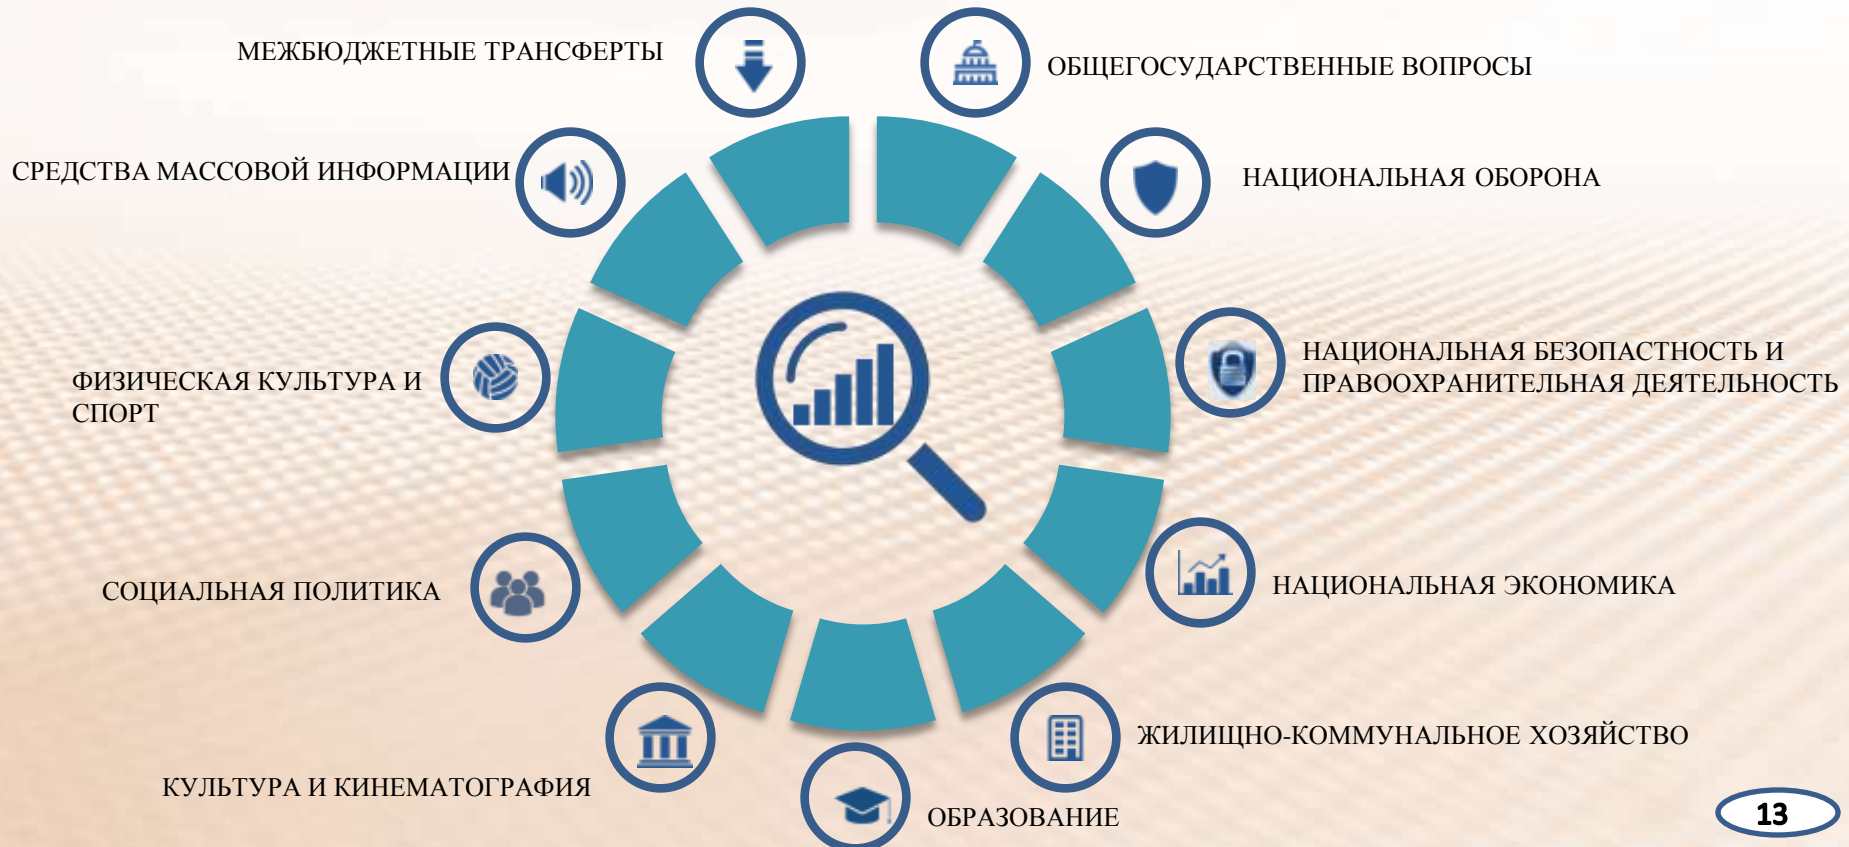 МЕЖБЮДЖЕТНЫЕ ТРАНСФЕРТЫ
ОБЩЕГОСУДАРСТВЕННЫЕ ВОПРОСЫ
СРЕДСТВА МАССОВОЙ ИНФОРМАЦИИ
НАЦИОНАЛЬНАЯ ОБОРОНА
НАЦИОНАЛЬНАЯ БЕЗОПАСТНОСТЬ И
ПРАВООХРАНИТЕЛЬНАЯ ДЕЯТЕЛЬНОСТЬ
ФИЗИЧЕСКАЯ КУЛЬТУРА И
СПОРТ
НАЦИОНАЛЬНАЯ ЭКОНОМИКА
СОЦИАЛЬНАЯ ПОЛИТИКА
ЖИЛИЩНО-КОММУНАЛЬНОЕ ХОЗЯЙСТВО
КУЛЬТУРА И КИНЕМАТОГРАФИЯ
ОБРАЗОВАНИЕ
13